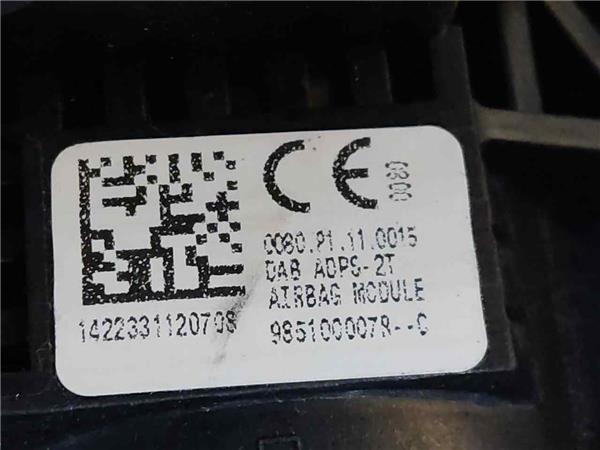 CE 0080
0080.P1.11.0015
DAB ADPS-2T
AIRBAG MODULE
1422331120708
985100007R--C